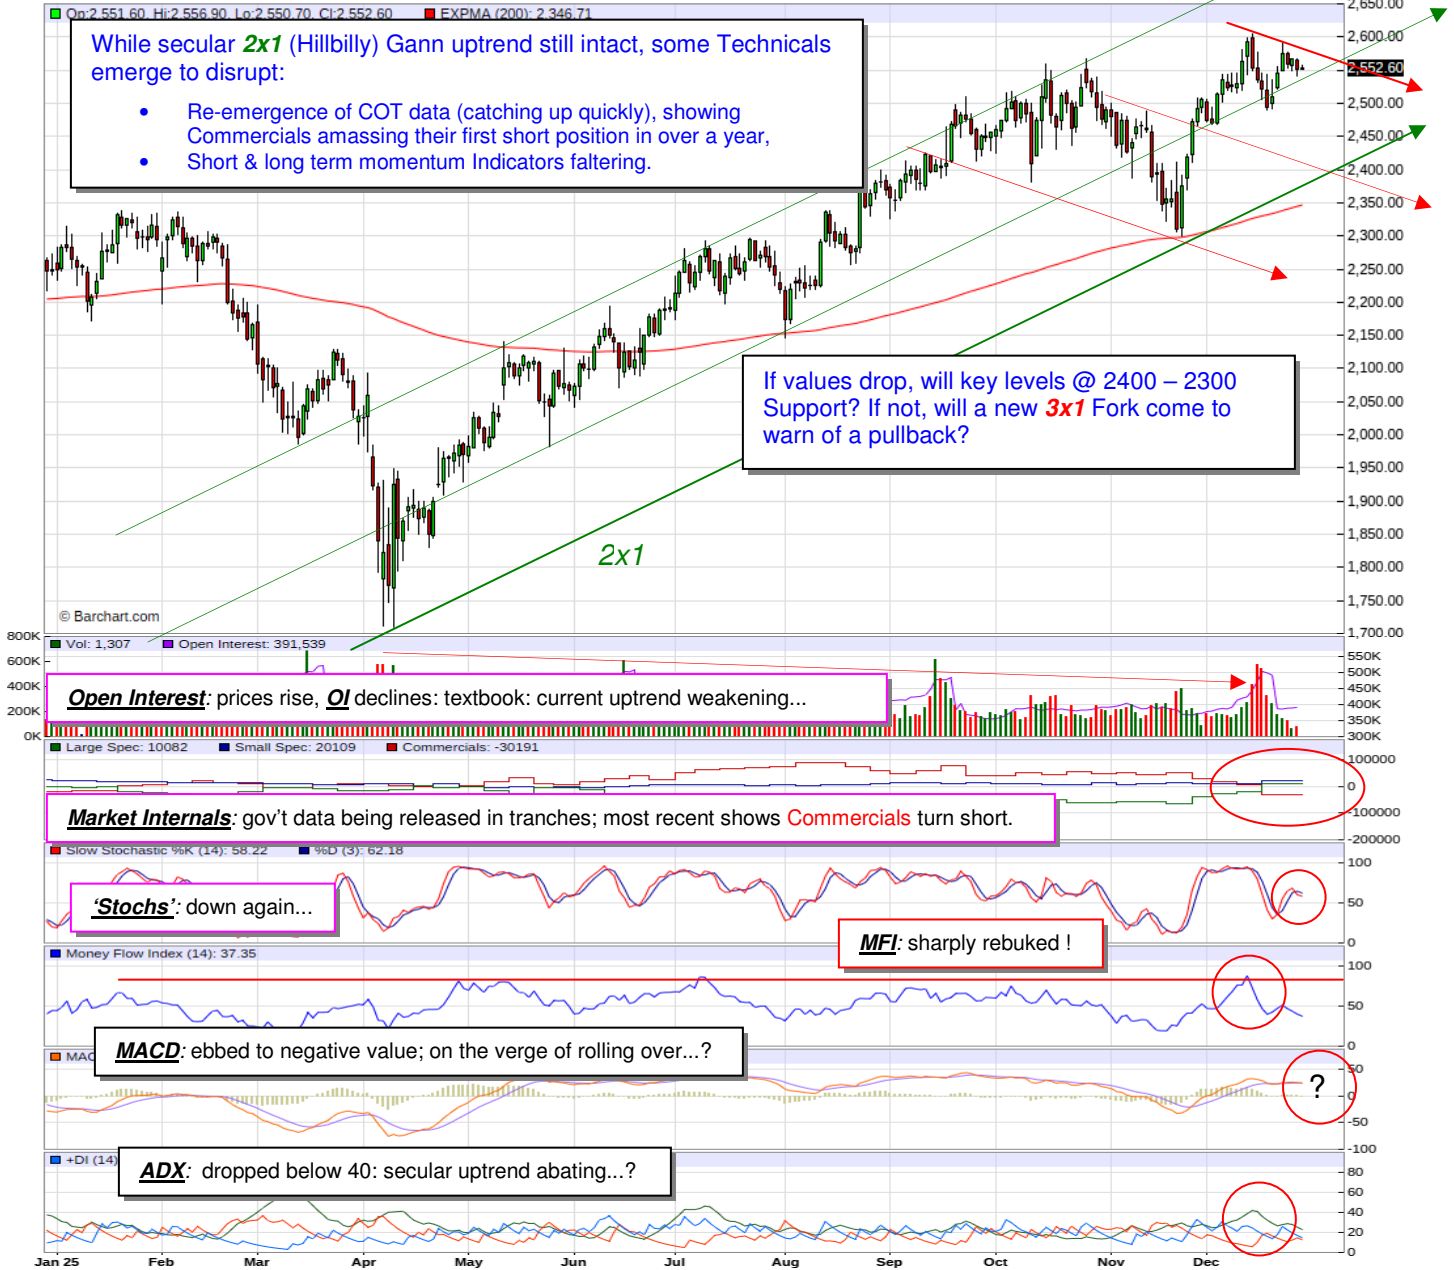 Op:2,551.60, Hi:2,556.90, Lo:2,550.70, Cl:2,552.60 EXPMA (200): 2,346.71
While secular 2x1 (Hillbilly) Gann uptrend still intact, some Technicals
emerge to disrupt:
• Re-emergence of COT data (catching up quickly), showing
Commercials amassing their first short position in over a year,
• Short & long term momentum Indicators faltering.
2,650.00
2,600.00
2,552.60
2,500.00
2,450.00
2,400.00
2,350.00
2,300.00
2,250.00
2,200.00
2,150.00
2,100.00
2,050.00
2,000.00
1,950.00
1,900.00
1,850.00
1,800.00
1,750.00
1,700.00
If values drop, will key levels @ 2400 – 2300
Support? If not, will a new 3x1 Fork come to
warn of a pullback?
2x1
© Barchart.com
800K
600K
400K
200K
0K
Vol: 1,307 Open Interest: 391,539
550K
500K
450K
400K
350K
300K
Open Interest: prices rise, OI declines: textbook: current uptrend weakening...
Large Spec: 10082 Small Spec: 20109 Commercials: -30191
100000
0
-100000
-200000
Market Internals: gov't data being released in tranches; most recent shows Commercials turn short.
Slow Stochastic %K (14): 58.22 %D (3): 62.18
100
50
0
'Stochs': down again...
MFI: sharply rebuked !
Money Flow Index (14): 37.35
100
50
0
MACD: ebbed to negative value; on the verge of rolling over...?
50
0
-50
-100
?
ADX: dropped below 40: secular uptrend abating...?
+DI (14)
80
60
40
20
0
Jan 25 Feb Mar Apr May Jun Jul Aug Sep Oct Nov Dec